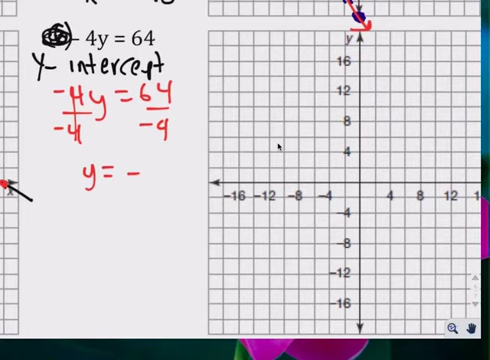 - 4y = 64
y- intercept
-4y = 64
-4 -4
y = -
y
16
12
8
4
-16 -12 -8 -4 4 8 12 1
-4
-8
-12
-16
x